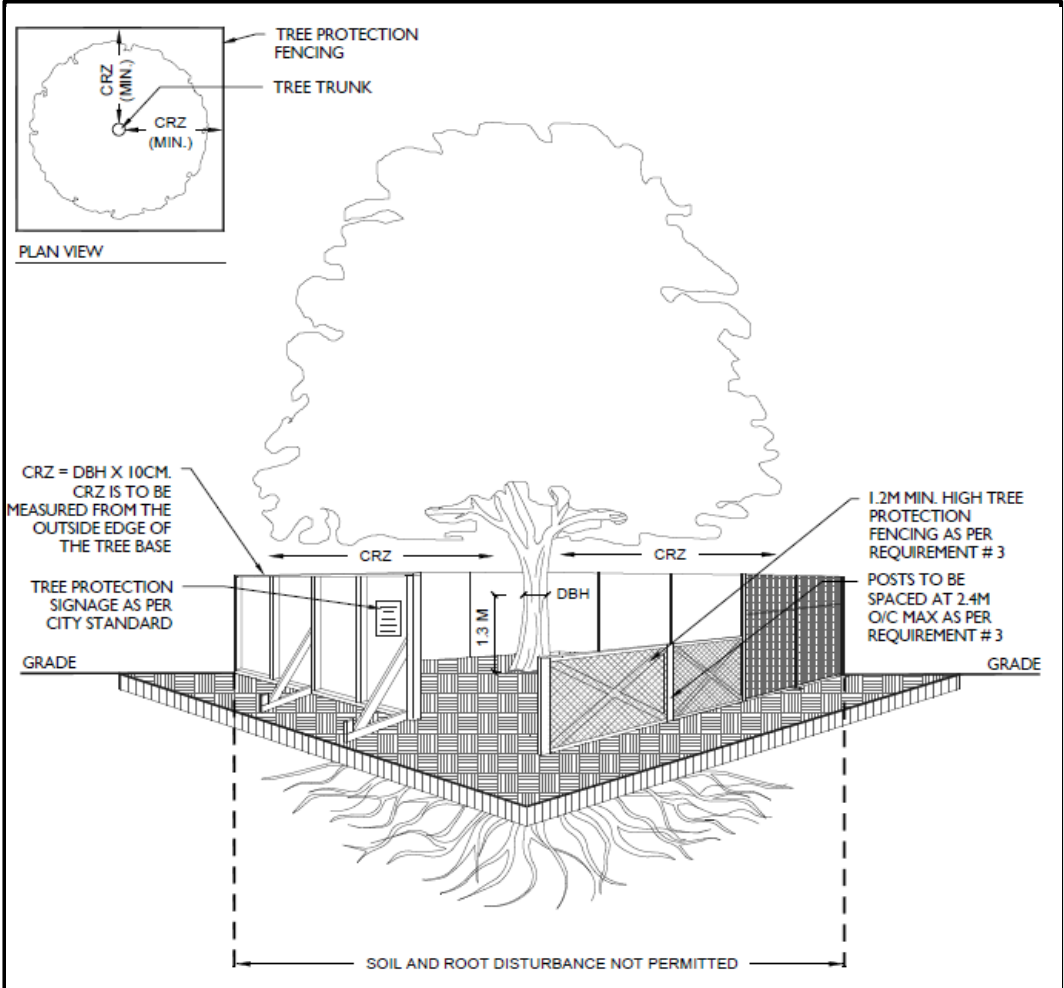 TREE PROTECTION
FENCING
TREE TRUNK
CRZ
(MIN.)
CRZ
(MIN.)
PLAN VIEW
CRZ = DBH X 10CM.
CRZ IS TO BE
MEASURED FROM THE
OUTSIDE EDGE OF
THE TREE BASE
TREE PROTECTION
SIGNAGE AS PER
CITY STANDARD
GRADE
CRZ
CRZ
DBH
1.3 M
1.2M MIN. HIGH TREE
PROTECTION
FENCING AS PER
REQUIREMENT # 3
POSTS TO BE
SPACED AT 2.4M
O/C MAX AS PER
REQUIREMENT # 3
GRADE
SOIL AND ROOT DISTURBANCE NOT PERMITTED